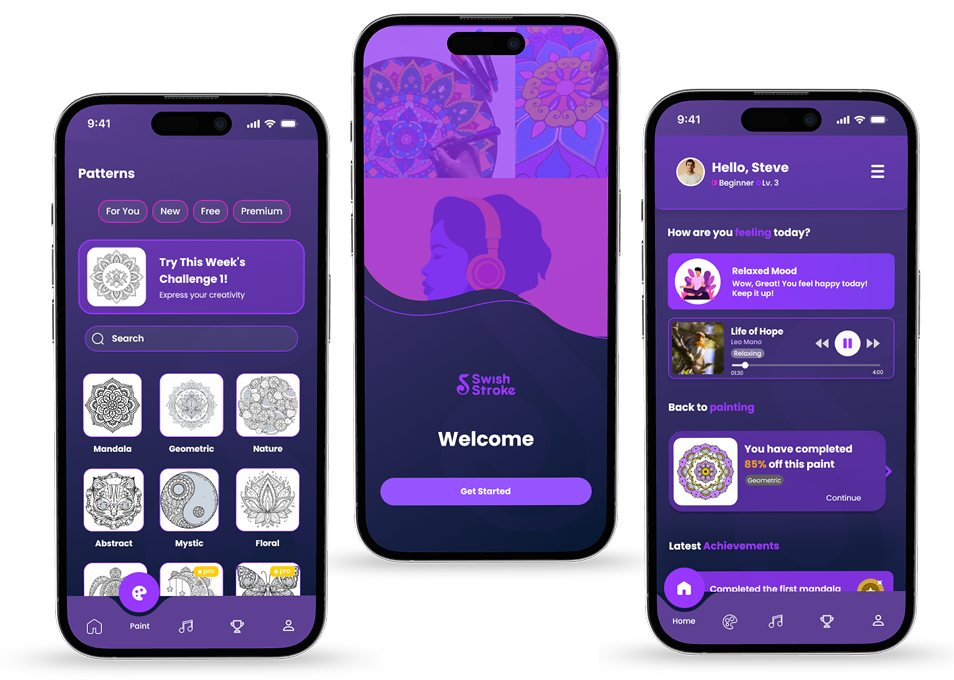 9:41
Patterns
For You
New
Free
Premium
Try This Week's
Challenge 1!
Express your creativity
Search
Mandala
Geometric
Nature
Abstract
Mystic
Floral
pro
pro
Paint
Swish
Stroke
Welcome
Get Started
9:41
Hello, Steve
Beginner Lv. 3
How are you feeling today?
Relaxed Mood
Wow, Great! You feel happy today!
Keep it up!
Life of Hope
Leo Mano
Relaxing
01:30
4:00
Back to painting
You have completed
85% off this paint
Geometric
Continue
Latest Achievements
Completed the first mandala
Home